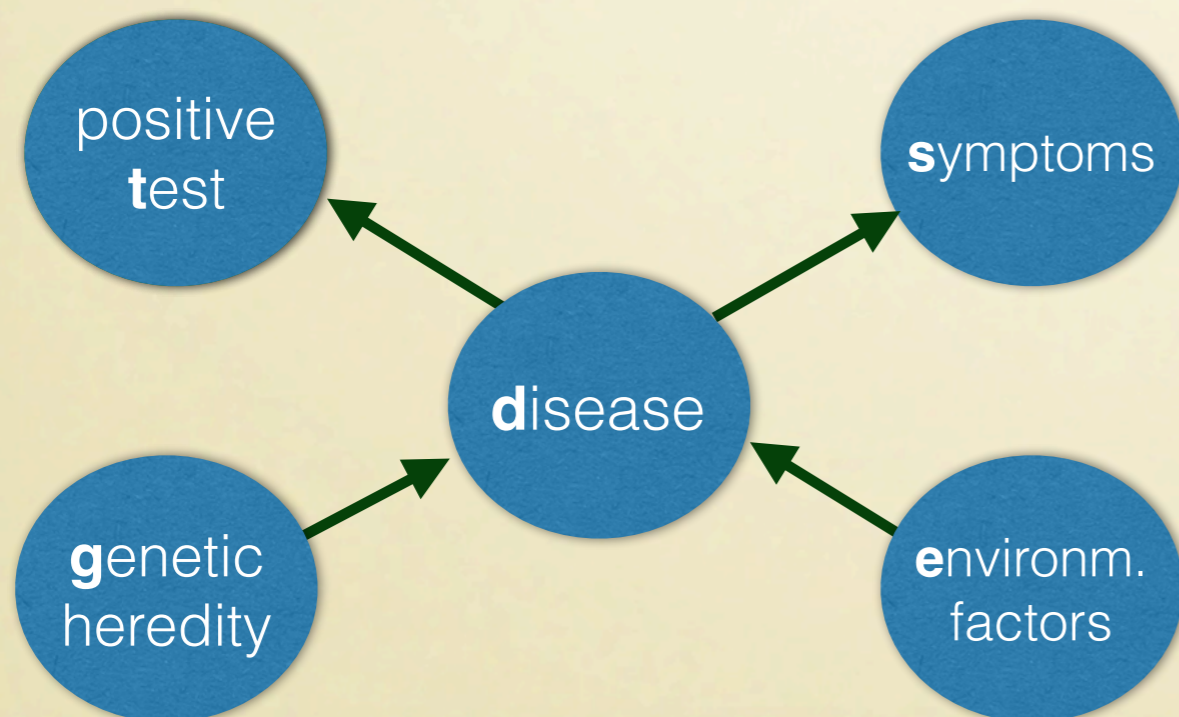 positive
test
symptoms
disease
genetic
heredity
environm.
factors